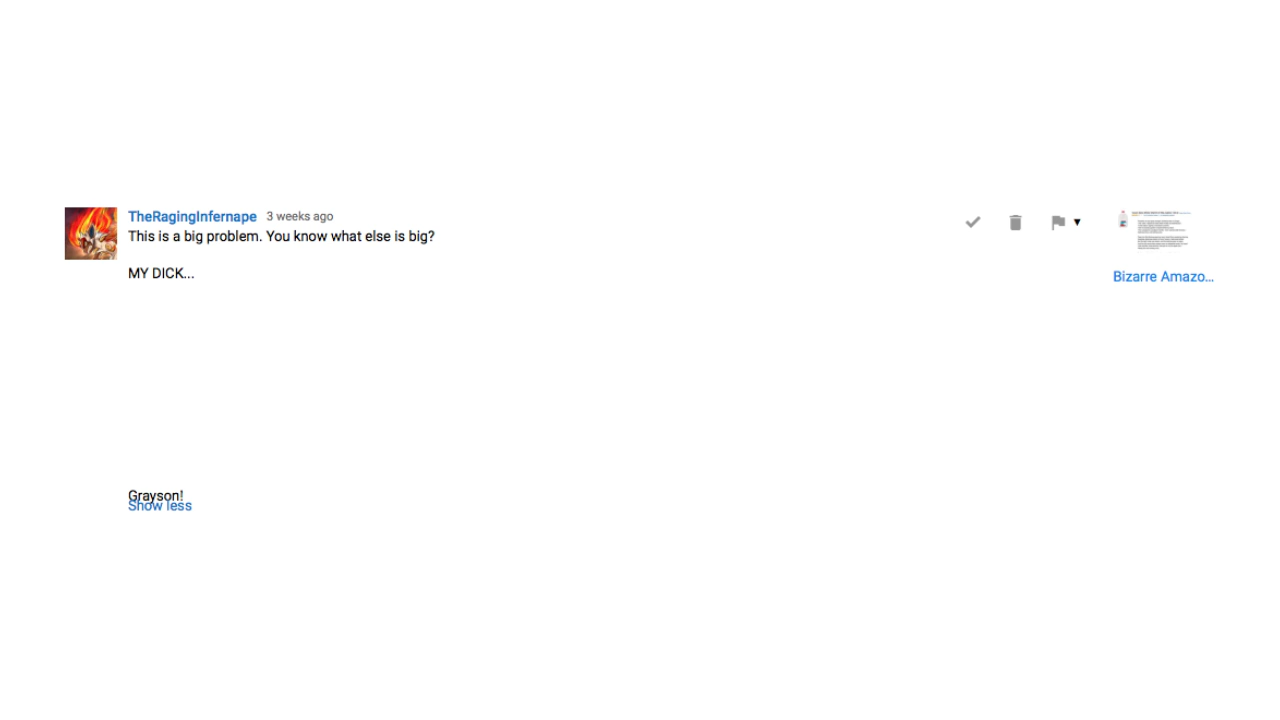 TheRagingInfernape 3 weeks ago
This is a big problem. You know what else is big?
MY DICK...
Bizarre Amazo...
Grayson!
Show less